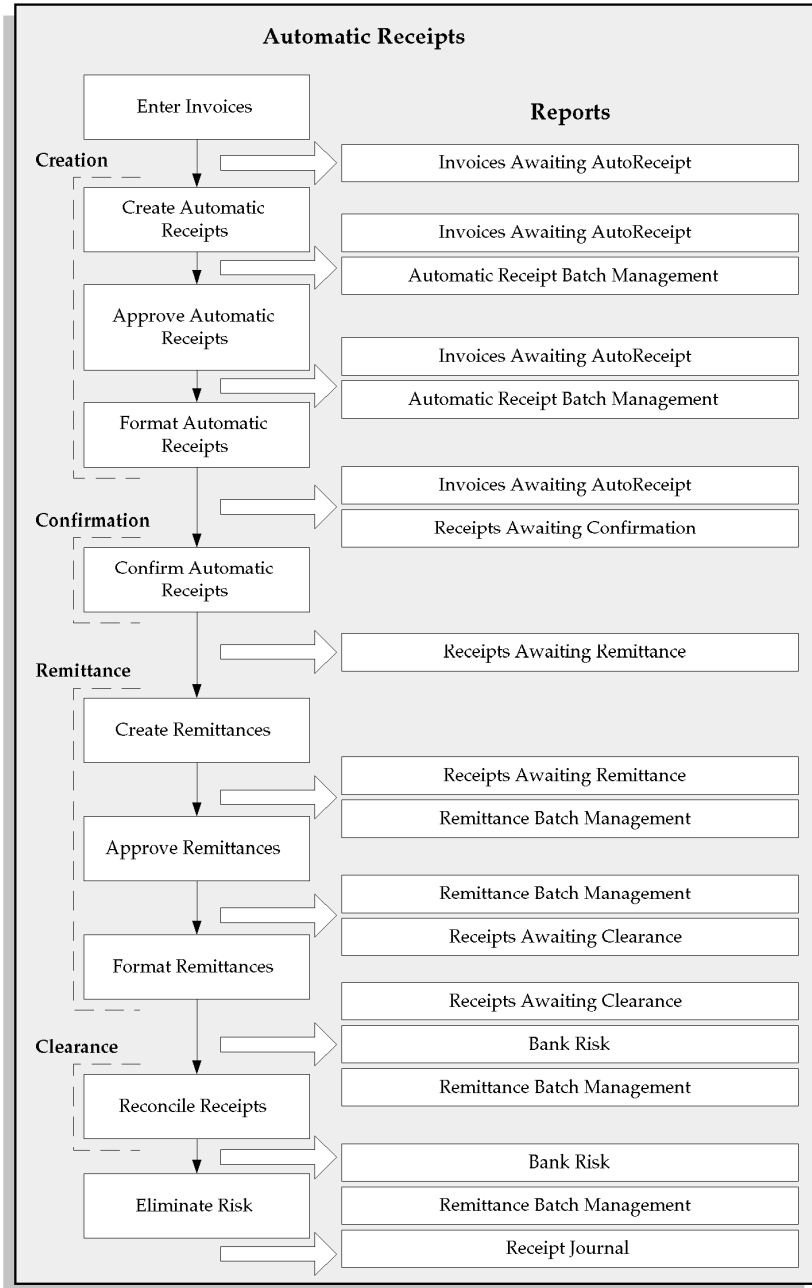 Automatic Receipts
Enter Invoices
Reports
Creation
Invoices Awaiting AutoReceipt
Create Automatic
Receipts
Invoices Awaiting AutoReceipt
Automatic Receipt Batch Management
Approve Automatic
Receipts
Invoices Awaiting AutoReceipt
Automatic Receipt Batch Management
Format Automatic
Receipts
Invoices Awaiting AutoReceipt
Receipts Awaiting Confirmation
Confirmation
Confirm Automatic
Receipts
Receipts Awaiting Remittance
Remittance
Create Remittances
Receipts Awaiting Remittance
Remittance Batch Management
Approve Remittances
Remittance Batch Management
Receipts Awaiting Clearance
Format Remittances
Receipts Awaiting Clearance
Bank Risk
Remittance Batch Management
Clearance
Reconcile Receipts
Bank Risk
Remittance Batch Management
Eliminate Risk
Receipt Journal